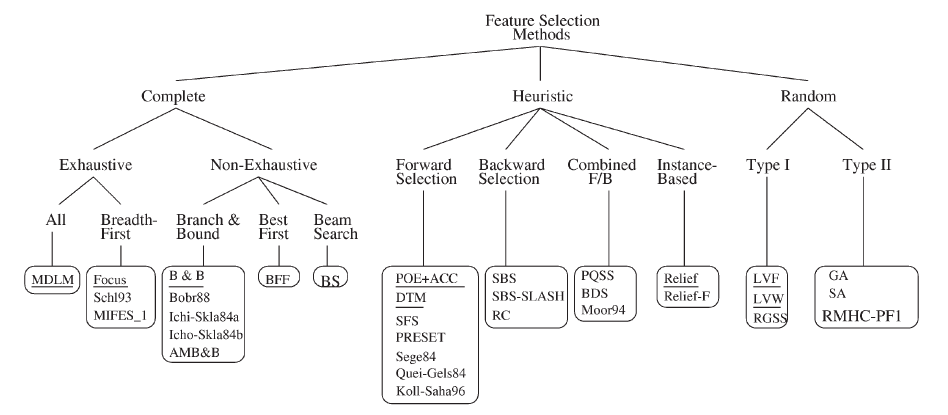 Feature Selection
Methods
Complete
Heuristic
Random
Exhaustive
Non-Exhaustive
Forward
Selection
Backward
Selection
Combined
F/B
Instance-
Based
Type I
Type II
All
Breadth-
First
Branch &
Bound
Best
First
Beam
Search
MDLM
Focus
Schl93
MIFES_1
B & B
Bobr88
Ichi-Skla84a
Icho-Skla84b
AMB&B
BFF
BS
POE+ACC
DTM
SFS
PRESET
Sege84
Quei-Gels84
Koll-Saha96
SBS
SBS-SLASH
RC
PQSS
BDS
Moor94
Relief
Relief-F
LVF
LVW
RGSS
GA
SA
RMHC-PF1